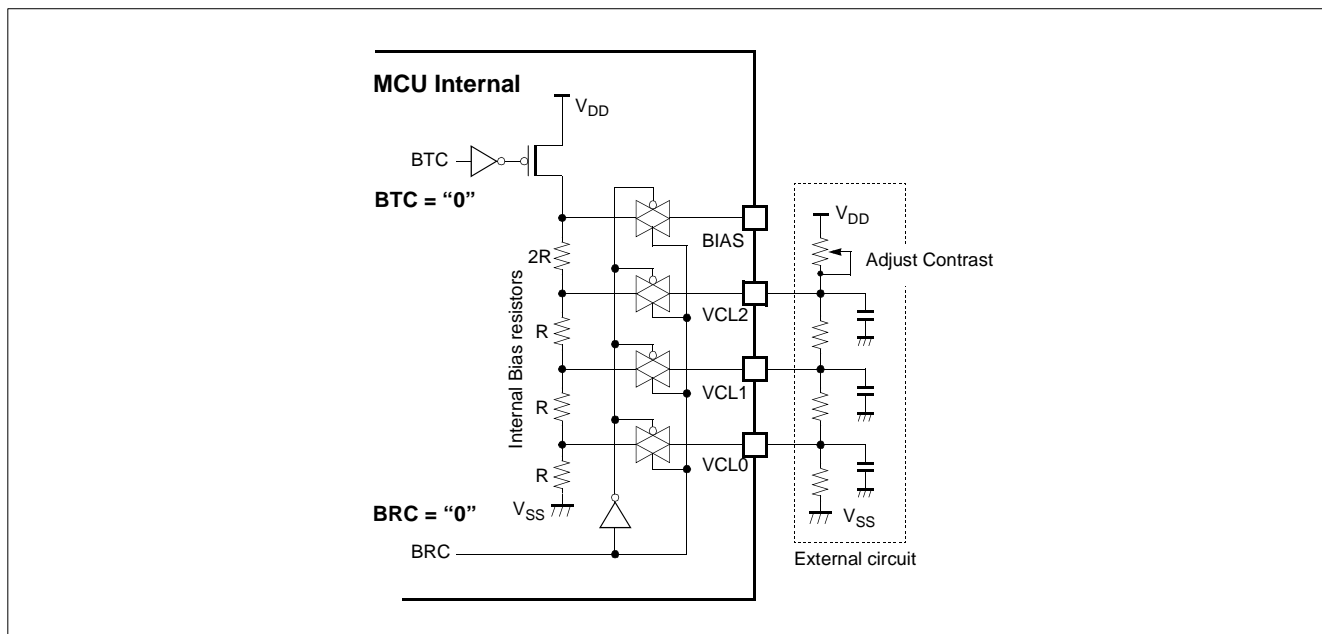 MCU Internal
VDD
BTC
BTC = “0”
BIAS
VDD
Adjust Contrast
2R
VCL2
R
VCL1
R
VCL0
R
Internal Bias resistors
VSS
BRC = “0”
BRC
VSS
External circuit